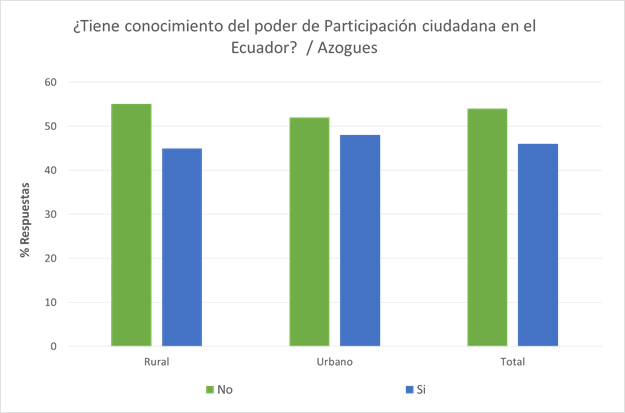 ¿Tiene conocimiento del poder de Participación ciudadana en el
Ecuador?  / Azogues
60
50
40
30
20
10
0
% Respuestas
Rural Urbano Total
No Si